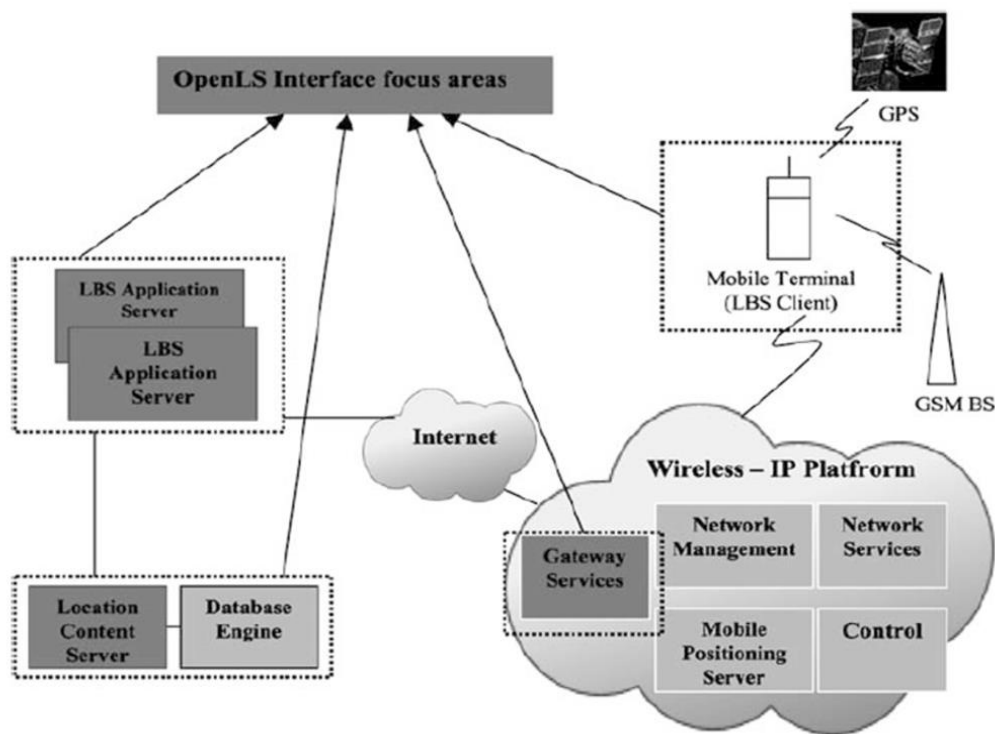 OpenLS Interface focus areas
GPS
Mobile Terminal
(LBS Client)
GSM BS
LBS Application
Server
LBS
Application
Server
Internet
Wireless – IP Platfrorm
Gateway
Services
Network
Management
Network
Services
Mobile
Positioning
Server
Control
Location
Content
Server
Database
Engine